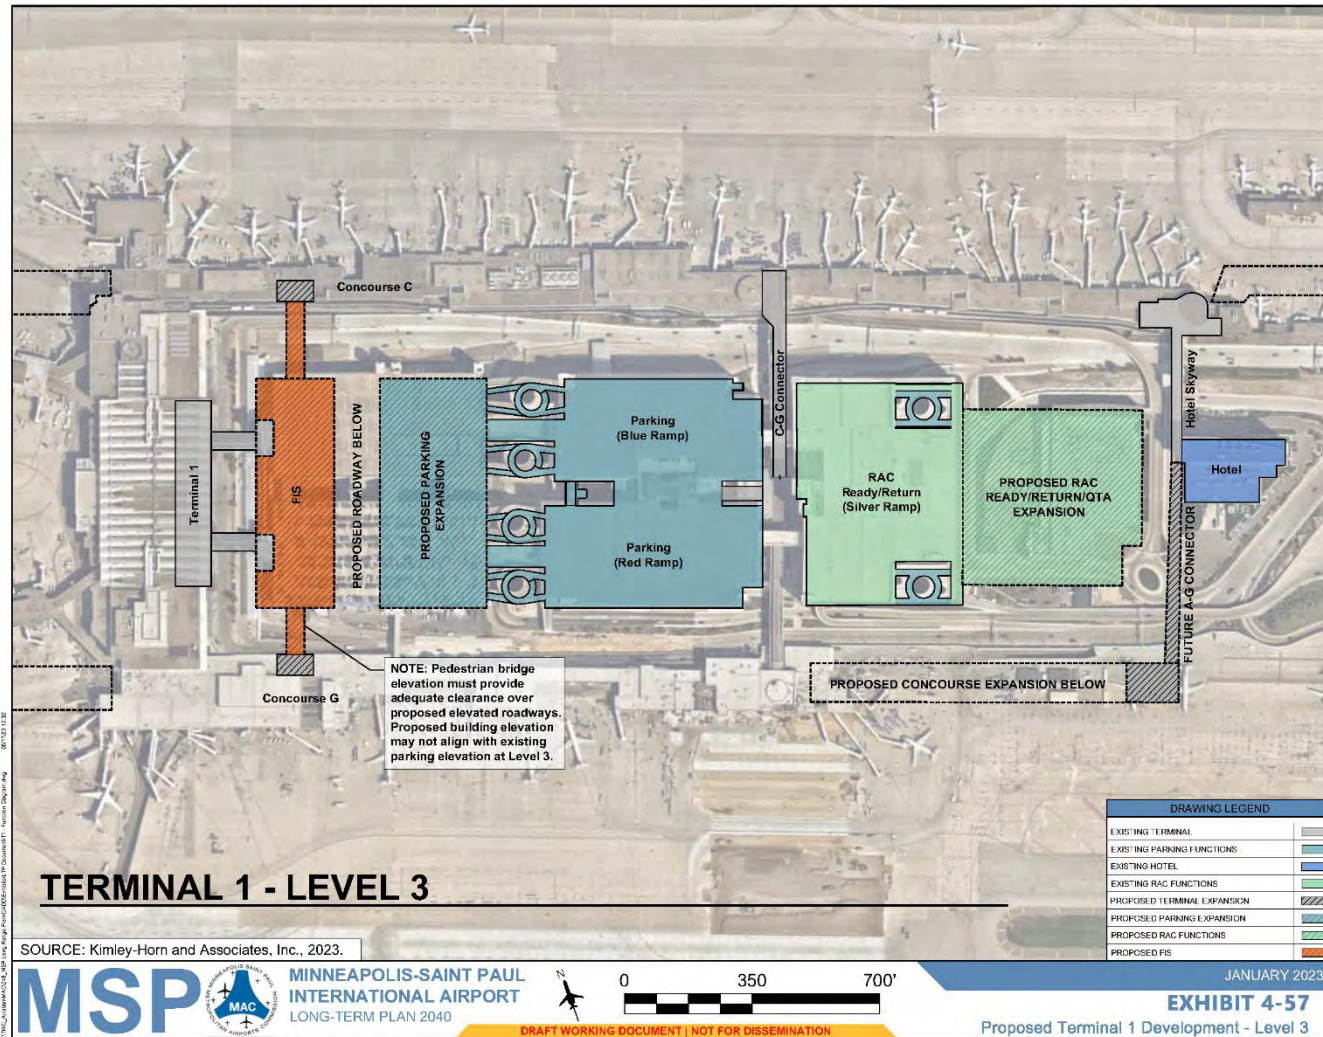 Concourse C
Terminal 1
FIS
PROPOSED ROADWAY BELOW
PROPOSED PARKING
EXPANSION
Parking
(Blue Ramp)
Parking
(Red Ramp)
C-G Connector
RAC
Ready/Return
(Silver Ramp)
PROPOSED RAC
READY/RETURN/QTA
EXPANSION
Hotel Skyway
Hotel
FUTURE A-G CONNECTOR
PROPOSED CONCOURSE EXPANSION BELOW
Concourse G
NOTE: Pedestrian bridge
elevation must provide
adequate clearance over
proposed elevated roadways.
Proposed building elevation
may not align with existing
parking elevation at Level 3.
DRAWING LEGEND
EXISTING TERMINAL
EXISTING PARKING FUNCTIONS
EXISTING HOTEL
EXISTING RAC FUNCTIONS
PROPOSED TERMINAL EXPANSION
PROPOSED PARKING EXPANSION
PROPOSED RAC FUNCTIONS
PROPOSED FIS
TERMINAL 1 - LEVEL 3
SOURCE: Kimley-Horn and Associates, Inc., 2023.
MSP
MINNEAPOLIS SAINT PAUL
METROPOLITAN AIRPORTS COMMISSION
MAC
MINNEAPOLIS-SAINT PAUL
INTERNATIONAL AIRPORT
LONG-TERM PLAN 2040
N
0 350 700'
DRAFT WORKING DOCUMENT | NOT FOR DISSEMINATION
JANUARY 2023
EXHIBIT 4-57
Proposed Terminal 1 Development - Level 3